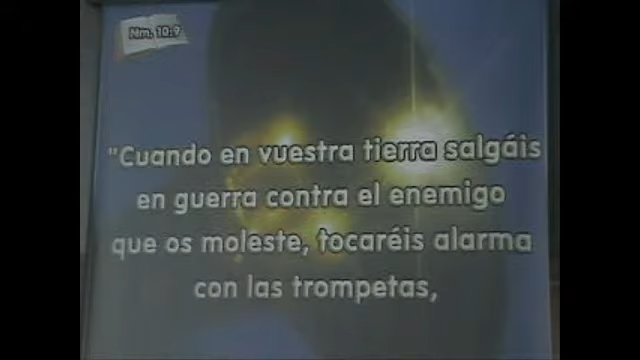 Nm. 10:9
"Cuando en vuestra tierra salgáis
en guerra contra el enemigo
que os moleste, tocaréis alarma
con las trompetas,